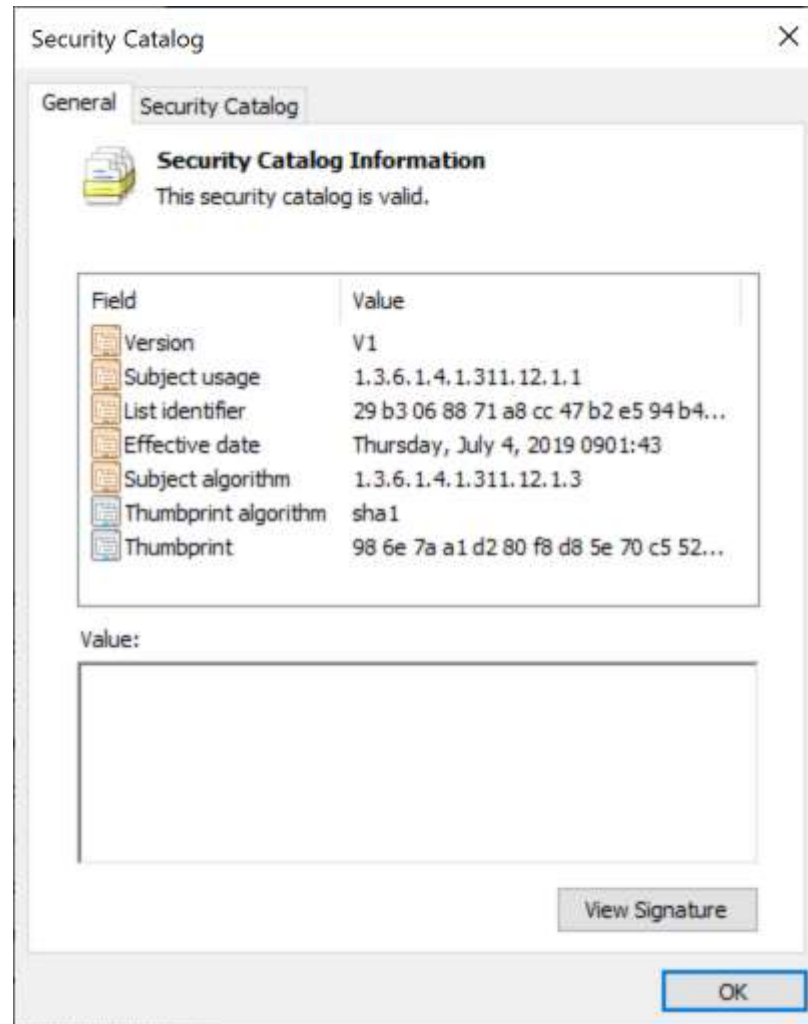 Security Catalog
General Security Catalog
Security Catalog Information
This security catalog is valid.
Field Value
Version V1
Subject usage 1.3.6.1.4.1.311.12.1.1
List identifier 29 b3 06 88 71 a8 cc 47 b2 e5 94 b4...
Effective date Thursday, July 4, 2019 0901:43
Subject algorithm 1.3.6.1.4.1.311.12.1.3
Thumbprint algorithm sha1
Thumbprint 98 6e 7a a1 d2 80 f8 d8 5e 70 c5 52...
Value:
View Signature
OK